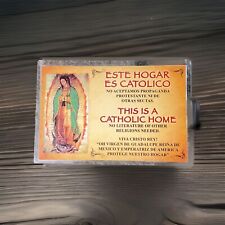 ESTE HOGAR
ES CATOLICO
NO ACEPTAMOS PROPAGANDA
PROTESTANTE NI DE
OTRAS SECTAS.
THIS IS A
CATHOLIC HOME
NO LITERATURE OF OTHER
RELIGIONS NEEDED.
VIVA CRISTO REY!
"OH VIRGEN DE GUADALUPE REINA DE
MEXICO Y EMPERATRIZ DE AMERICA
PROTEGE NUESTRO HOGAR"